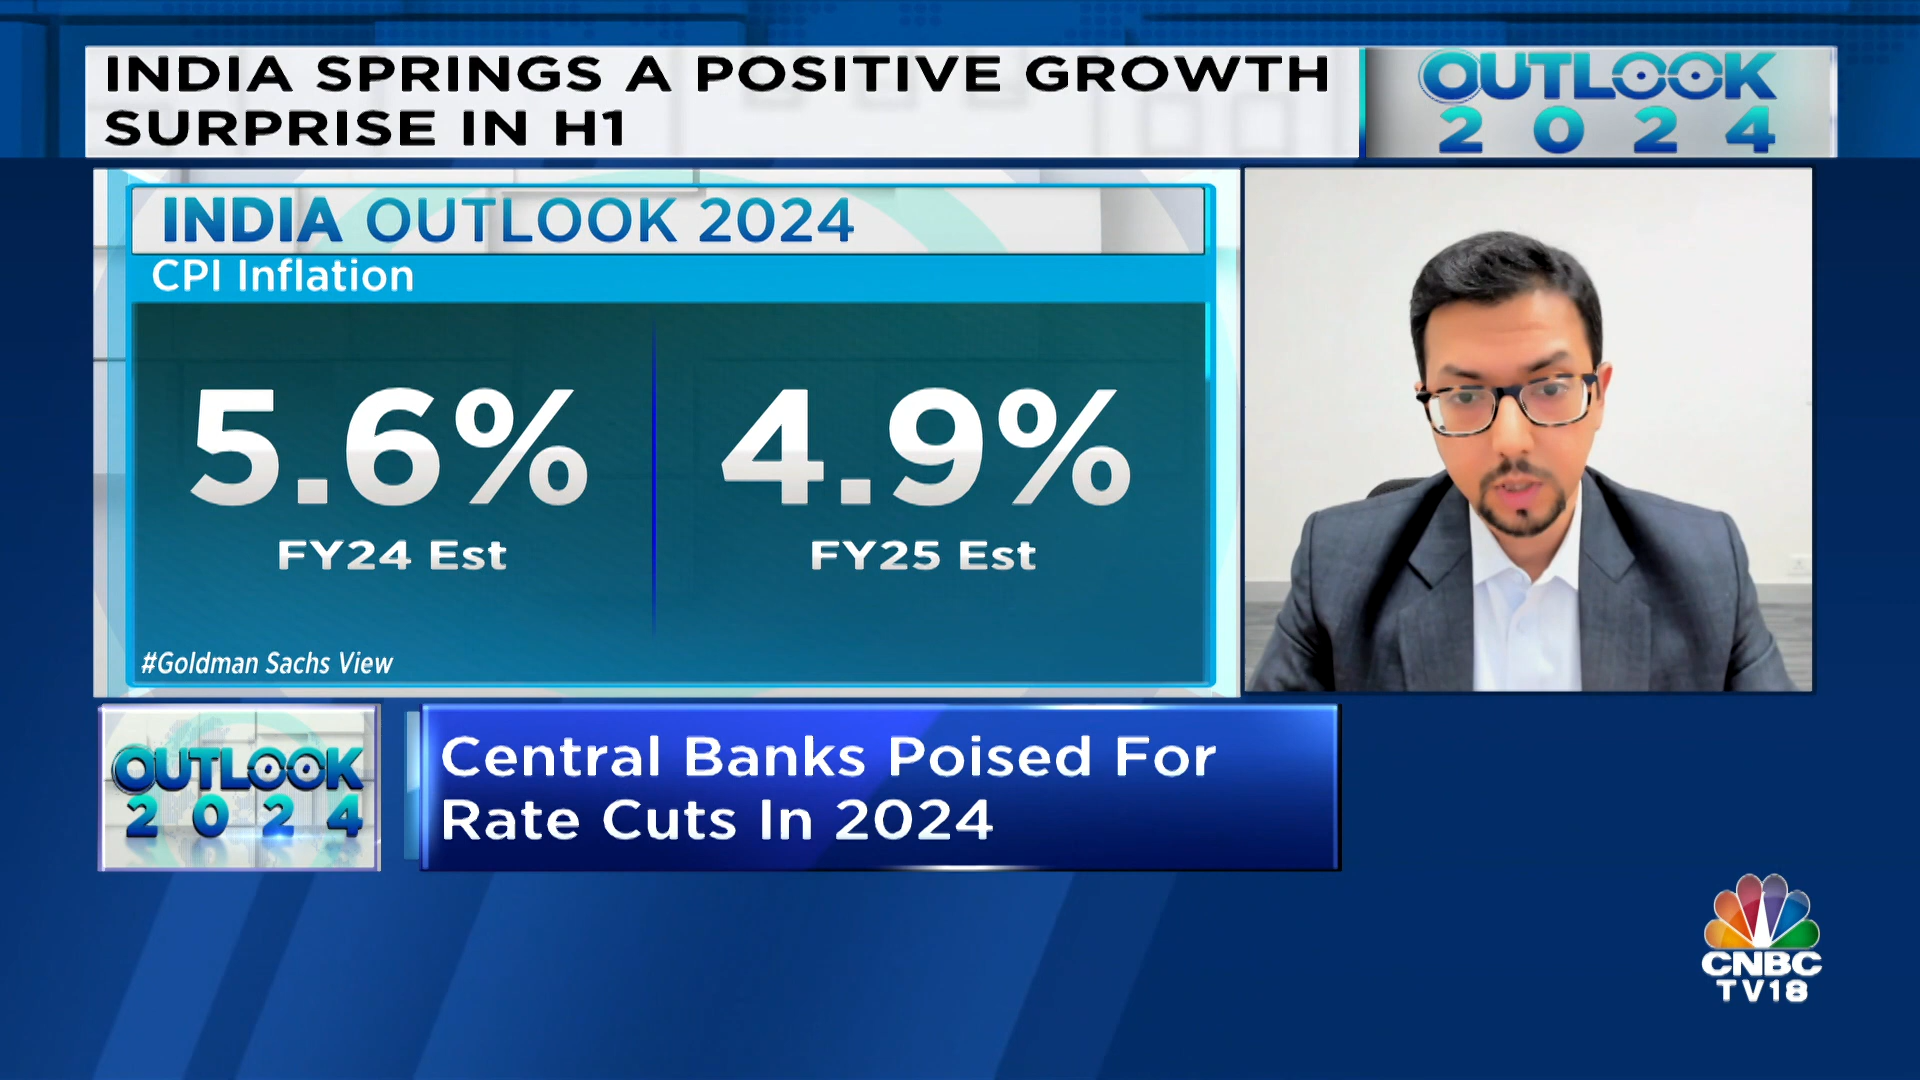 INDIA SPRINGS A POSITIVE GROWTH
SURPRISE IN H1
OUTLOOK
2024
INDIA OUTLOOK 2024
CPI Inflation
5.6%
FY24 Est
4.9%
FY25 Est
#Goldman Sachs View
OUTLOOK
2024
Central Banks Poised For
Rate Cuts In 2024
CNBC
TV18